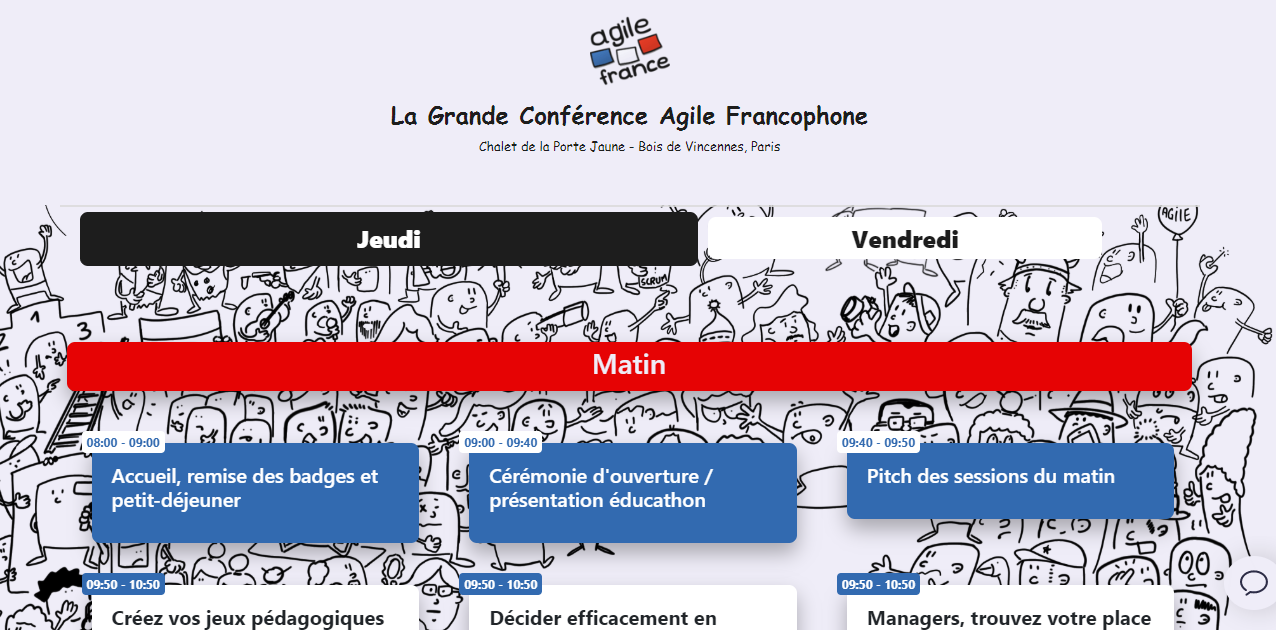 agile
france
La Grande Conférence Agile Francophone
Chalet de la Porte Jaune - Bois de Vincennes, Paris
Jeudi
Vendredi
AGILE
SCRUM
1
3
2
Matin
08:00 - 09:00
Accueil, remise des badges et
petit-déjeuner
09:00 - 09:40
Cérémonie d'ouverture /
présentation éducathon
09:40 - 09:50
Pitch des sessions du matin
09:50 - 10:50
Créez vos jeux pédagogiques
09:50 - 10:50
Décider efficacement en
09:50 - 10:50
Managers, trouvez votre place